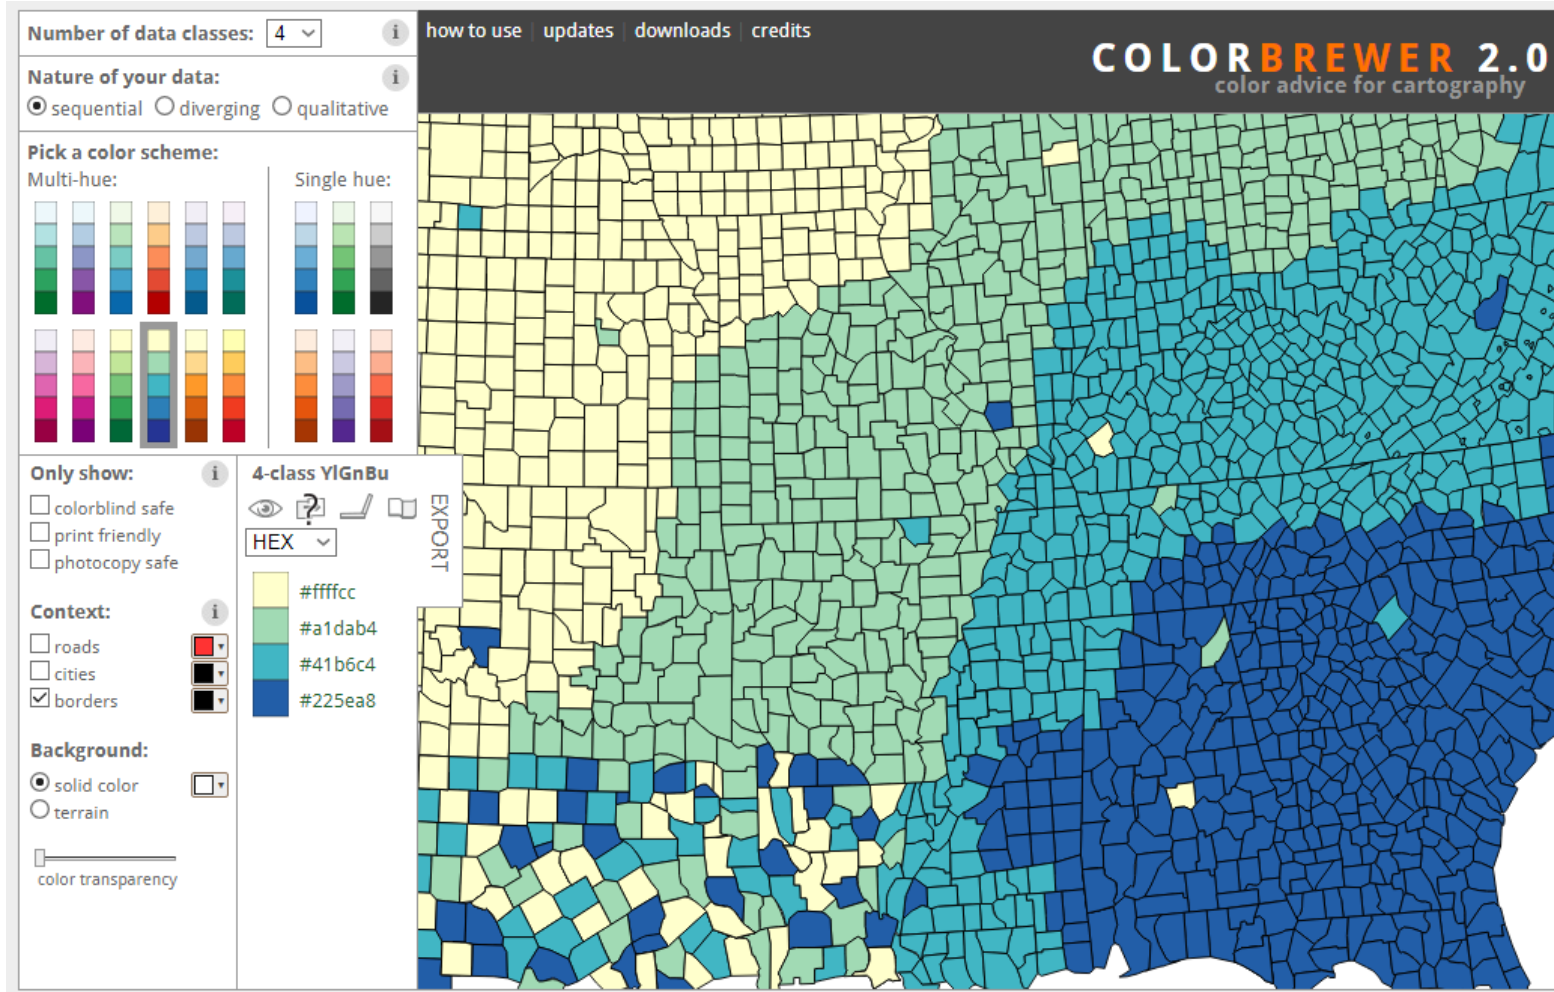 Number of data classes: 4 i
how to use | updates | downloads | credits
COLORBREWER 2.0
color advice for cartography
Nature of your data: i
sequential diverging qualitative
Pick a color scheme:
Multi-hue: Single hue:
Only show: i
colorblind safe
print friendly
photocopy safe
Context: i
roads
cities
borders
Background:
solid color
terrain
color transparency
4-class YlGnBu
?
HEX
EXPORT
#ffffcc
#a1dab4
#41b6c4
#225ea8